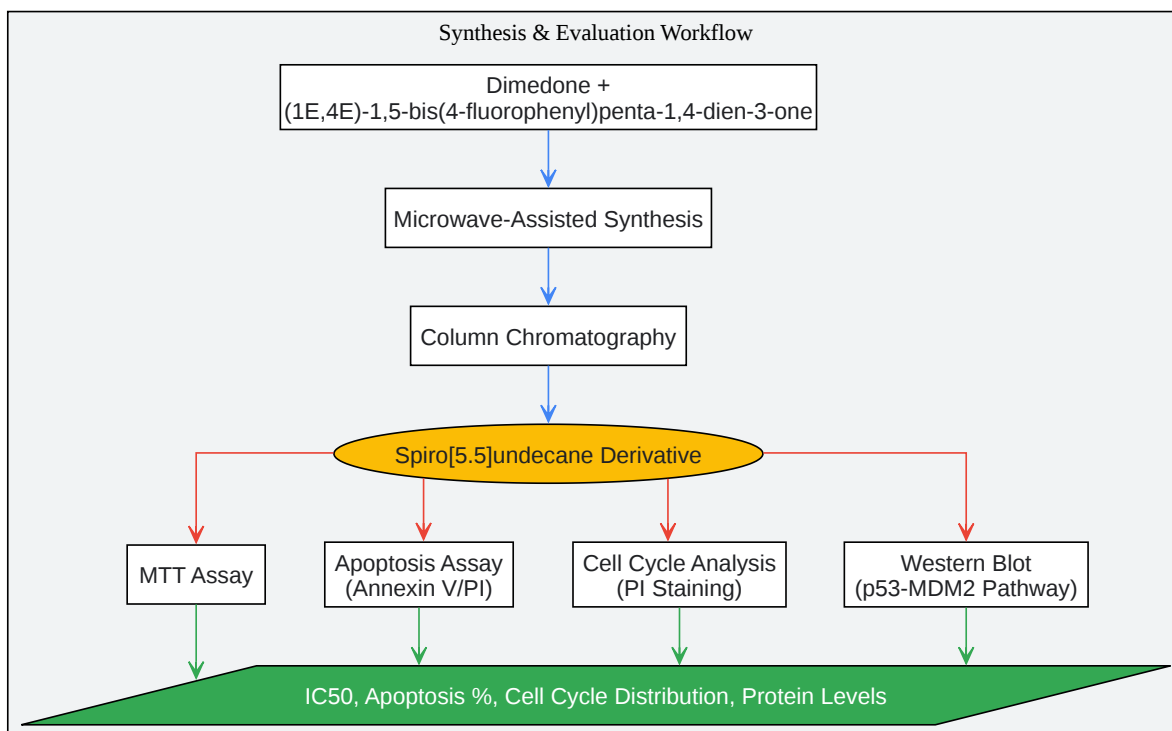 Synthesis & Evaluation Workflow
Dimedone +
(1E,4E)-1,5-bis(4-fluorophenyl)penta-1,4-dien-3-one
Microwave-Assisted Synthesis
Column Chromatography
Spiro[5.5]undecane Derivative
MTT Assay
Apoptosis Assay
(Annexin V/PI)
Cell Cycle Analysis
(PI Staining)
Western Blot
(p53-MDM2 Pathway)
IC50, Apoptosis %, Cell Cycle Distribution, Protein Levels